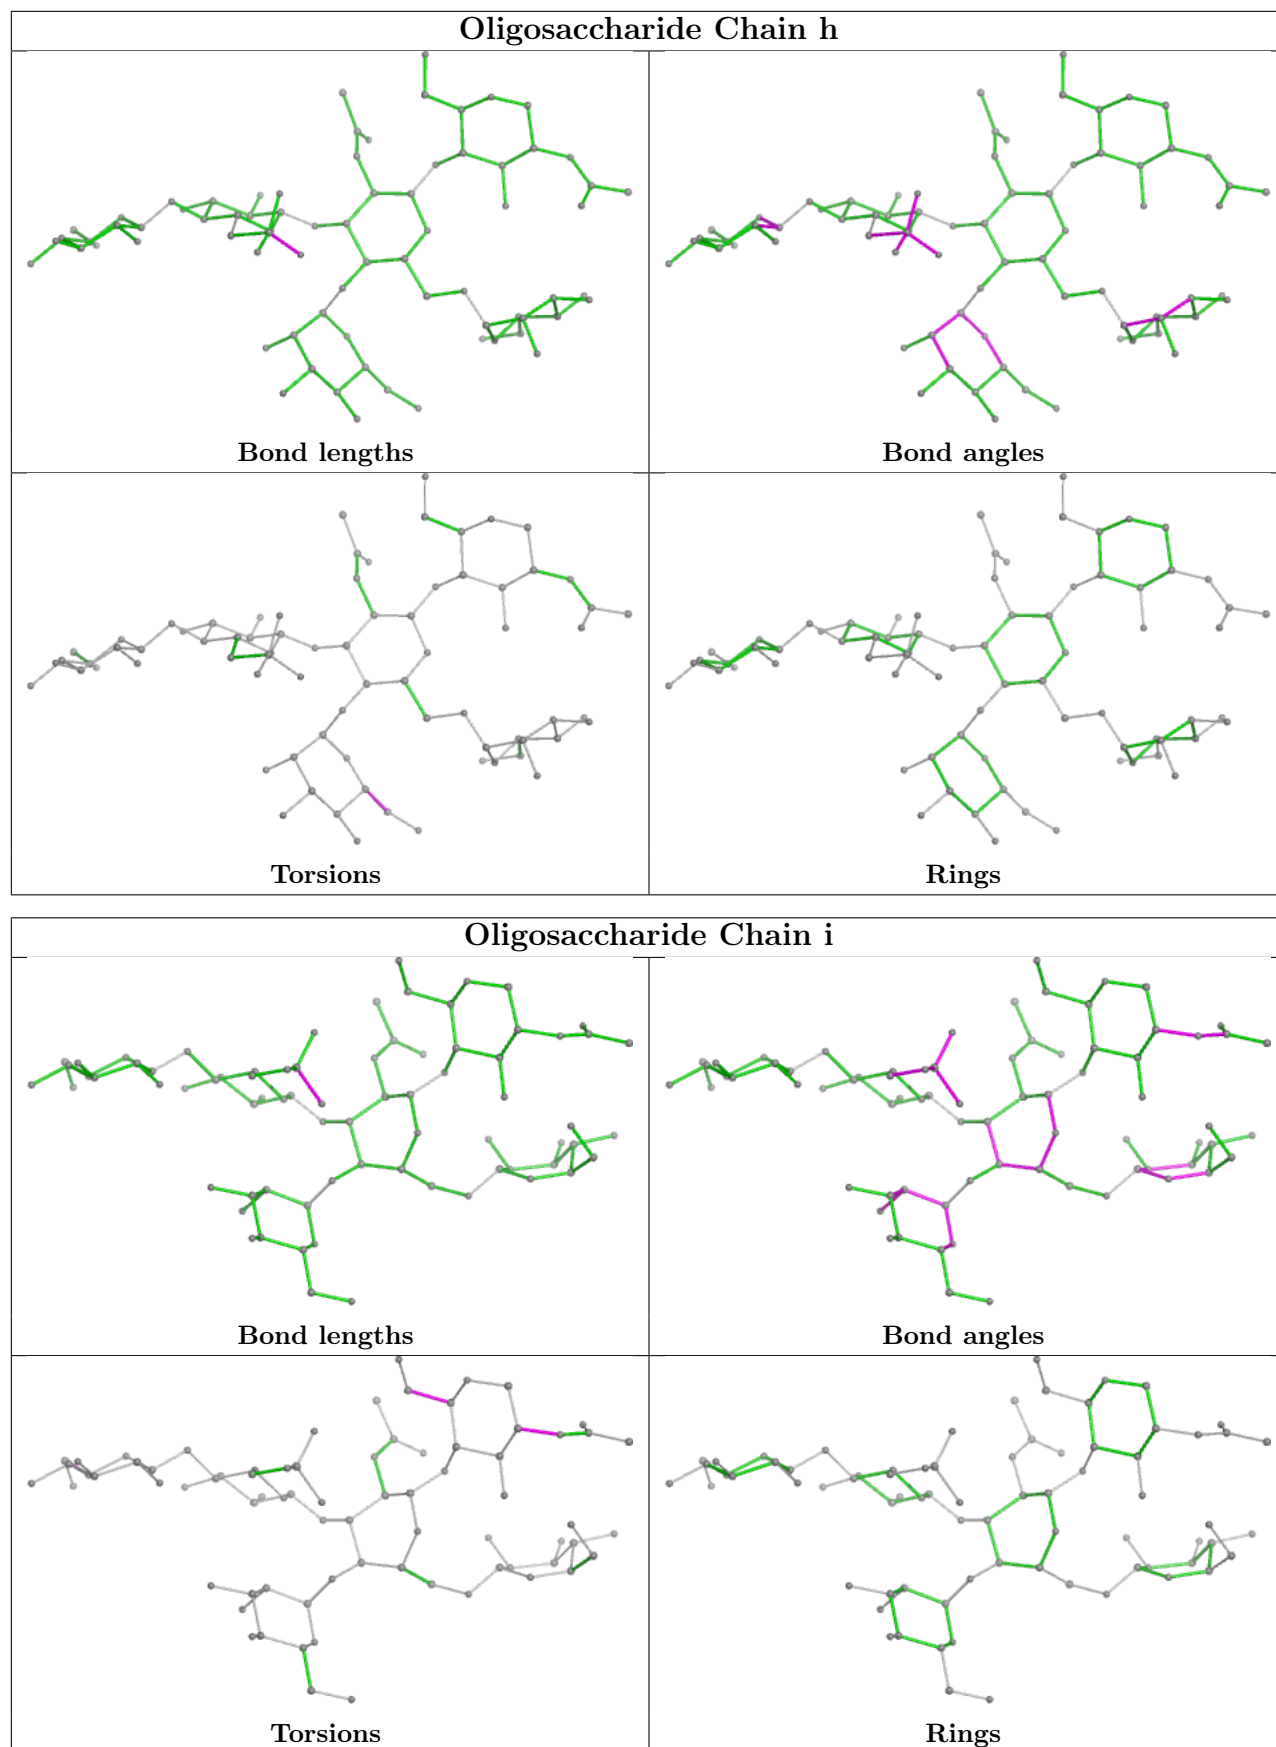 Oligosaccharide Chain h
Bond lengths
Bond angles
Torsions
Rings
Oligosaccharide Chain i
Bond lengths
Bond angles
Torsions
Rings